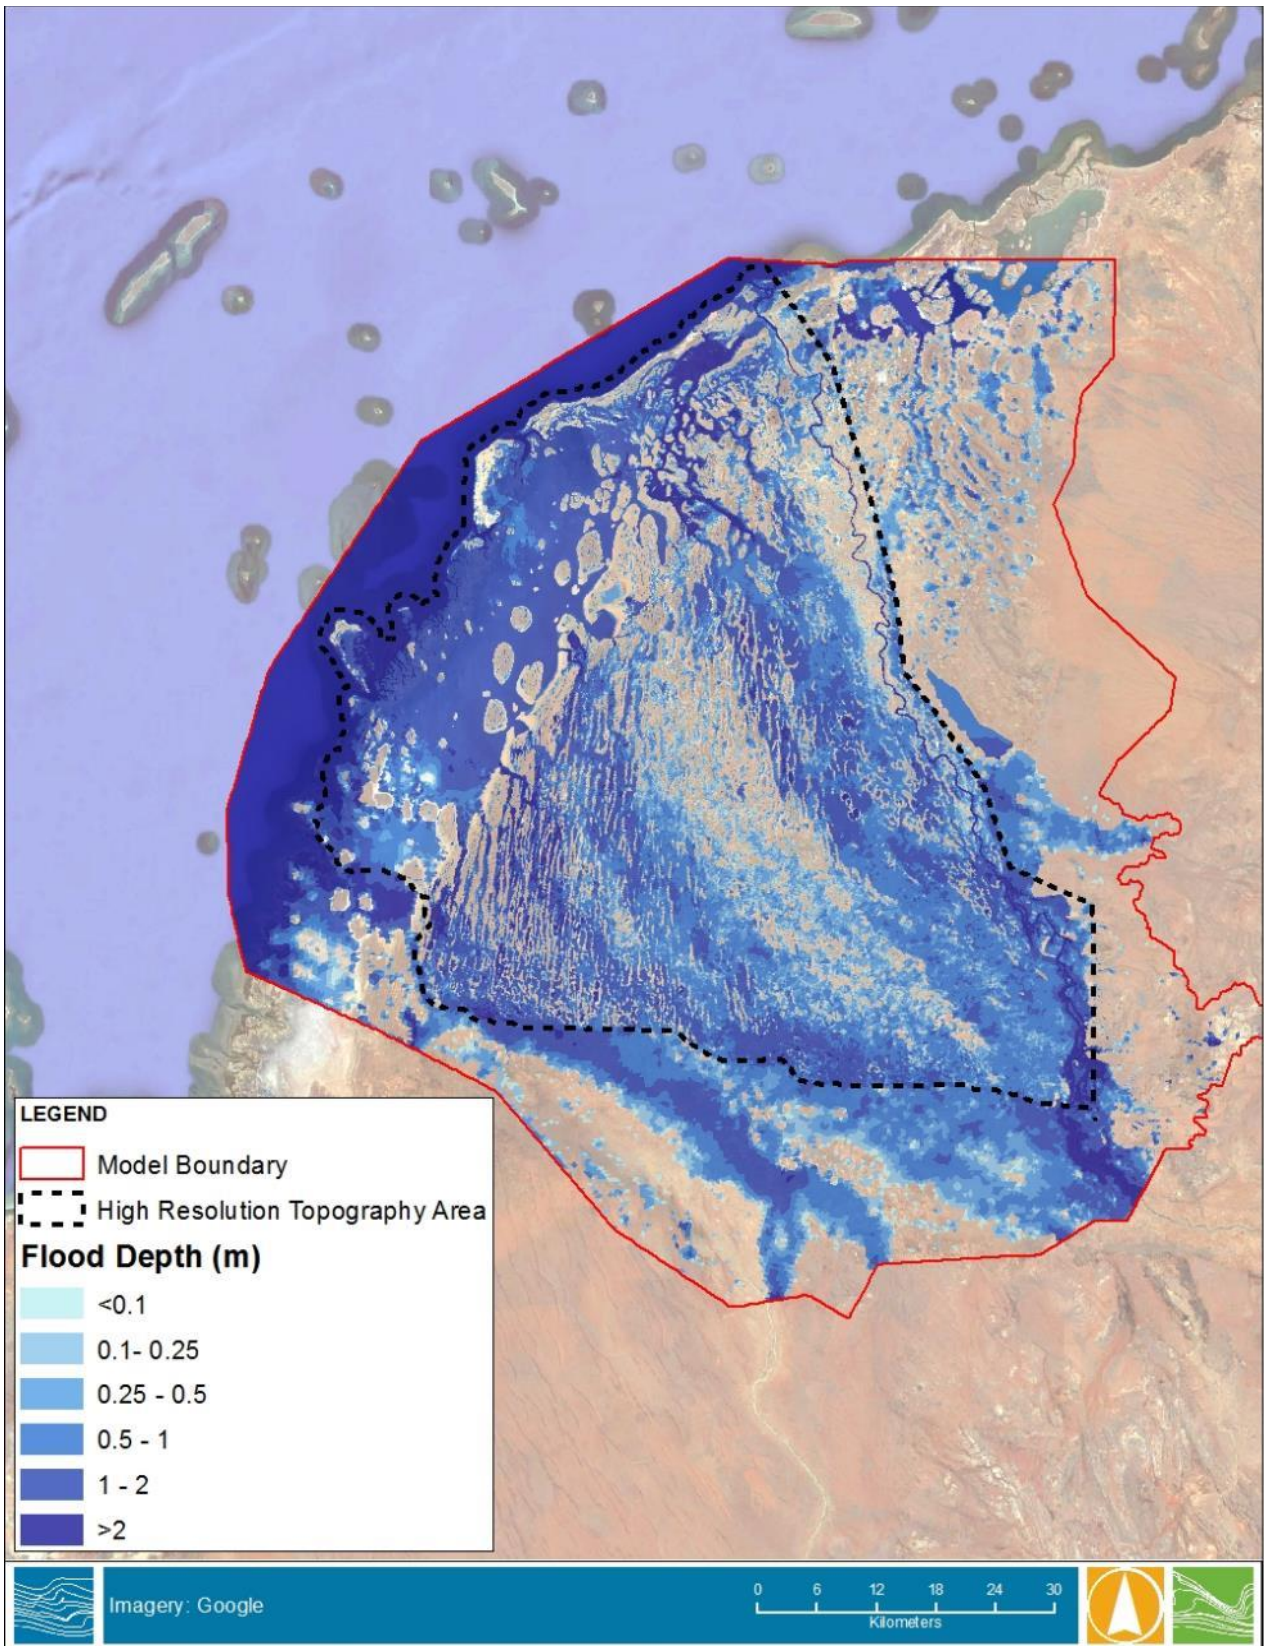 LEGEND
Model Boundary
High Resolution Topography Area
Flood Depth (m)
<0.1
0.1- 0.25
0.25 - 0.5
0.5 - 1
1 - 2
>2
Imagery: Google
0 6 12 18 24 30
Kilometers